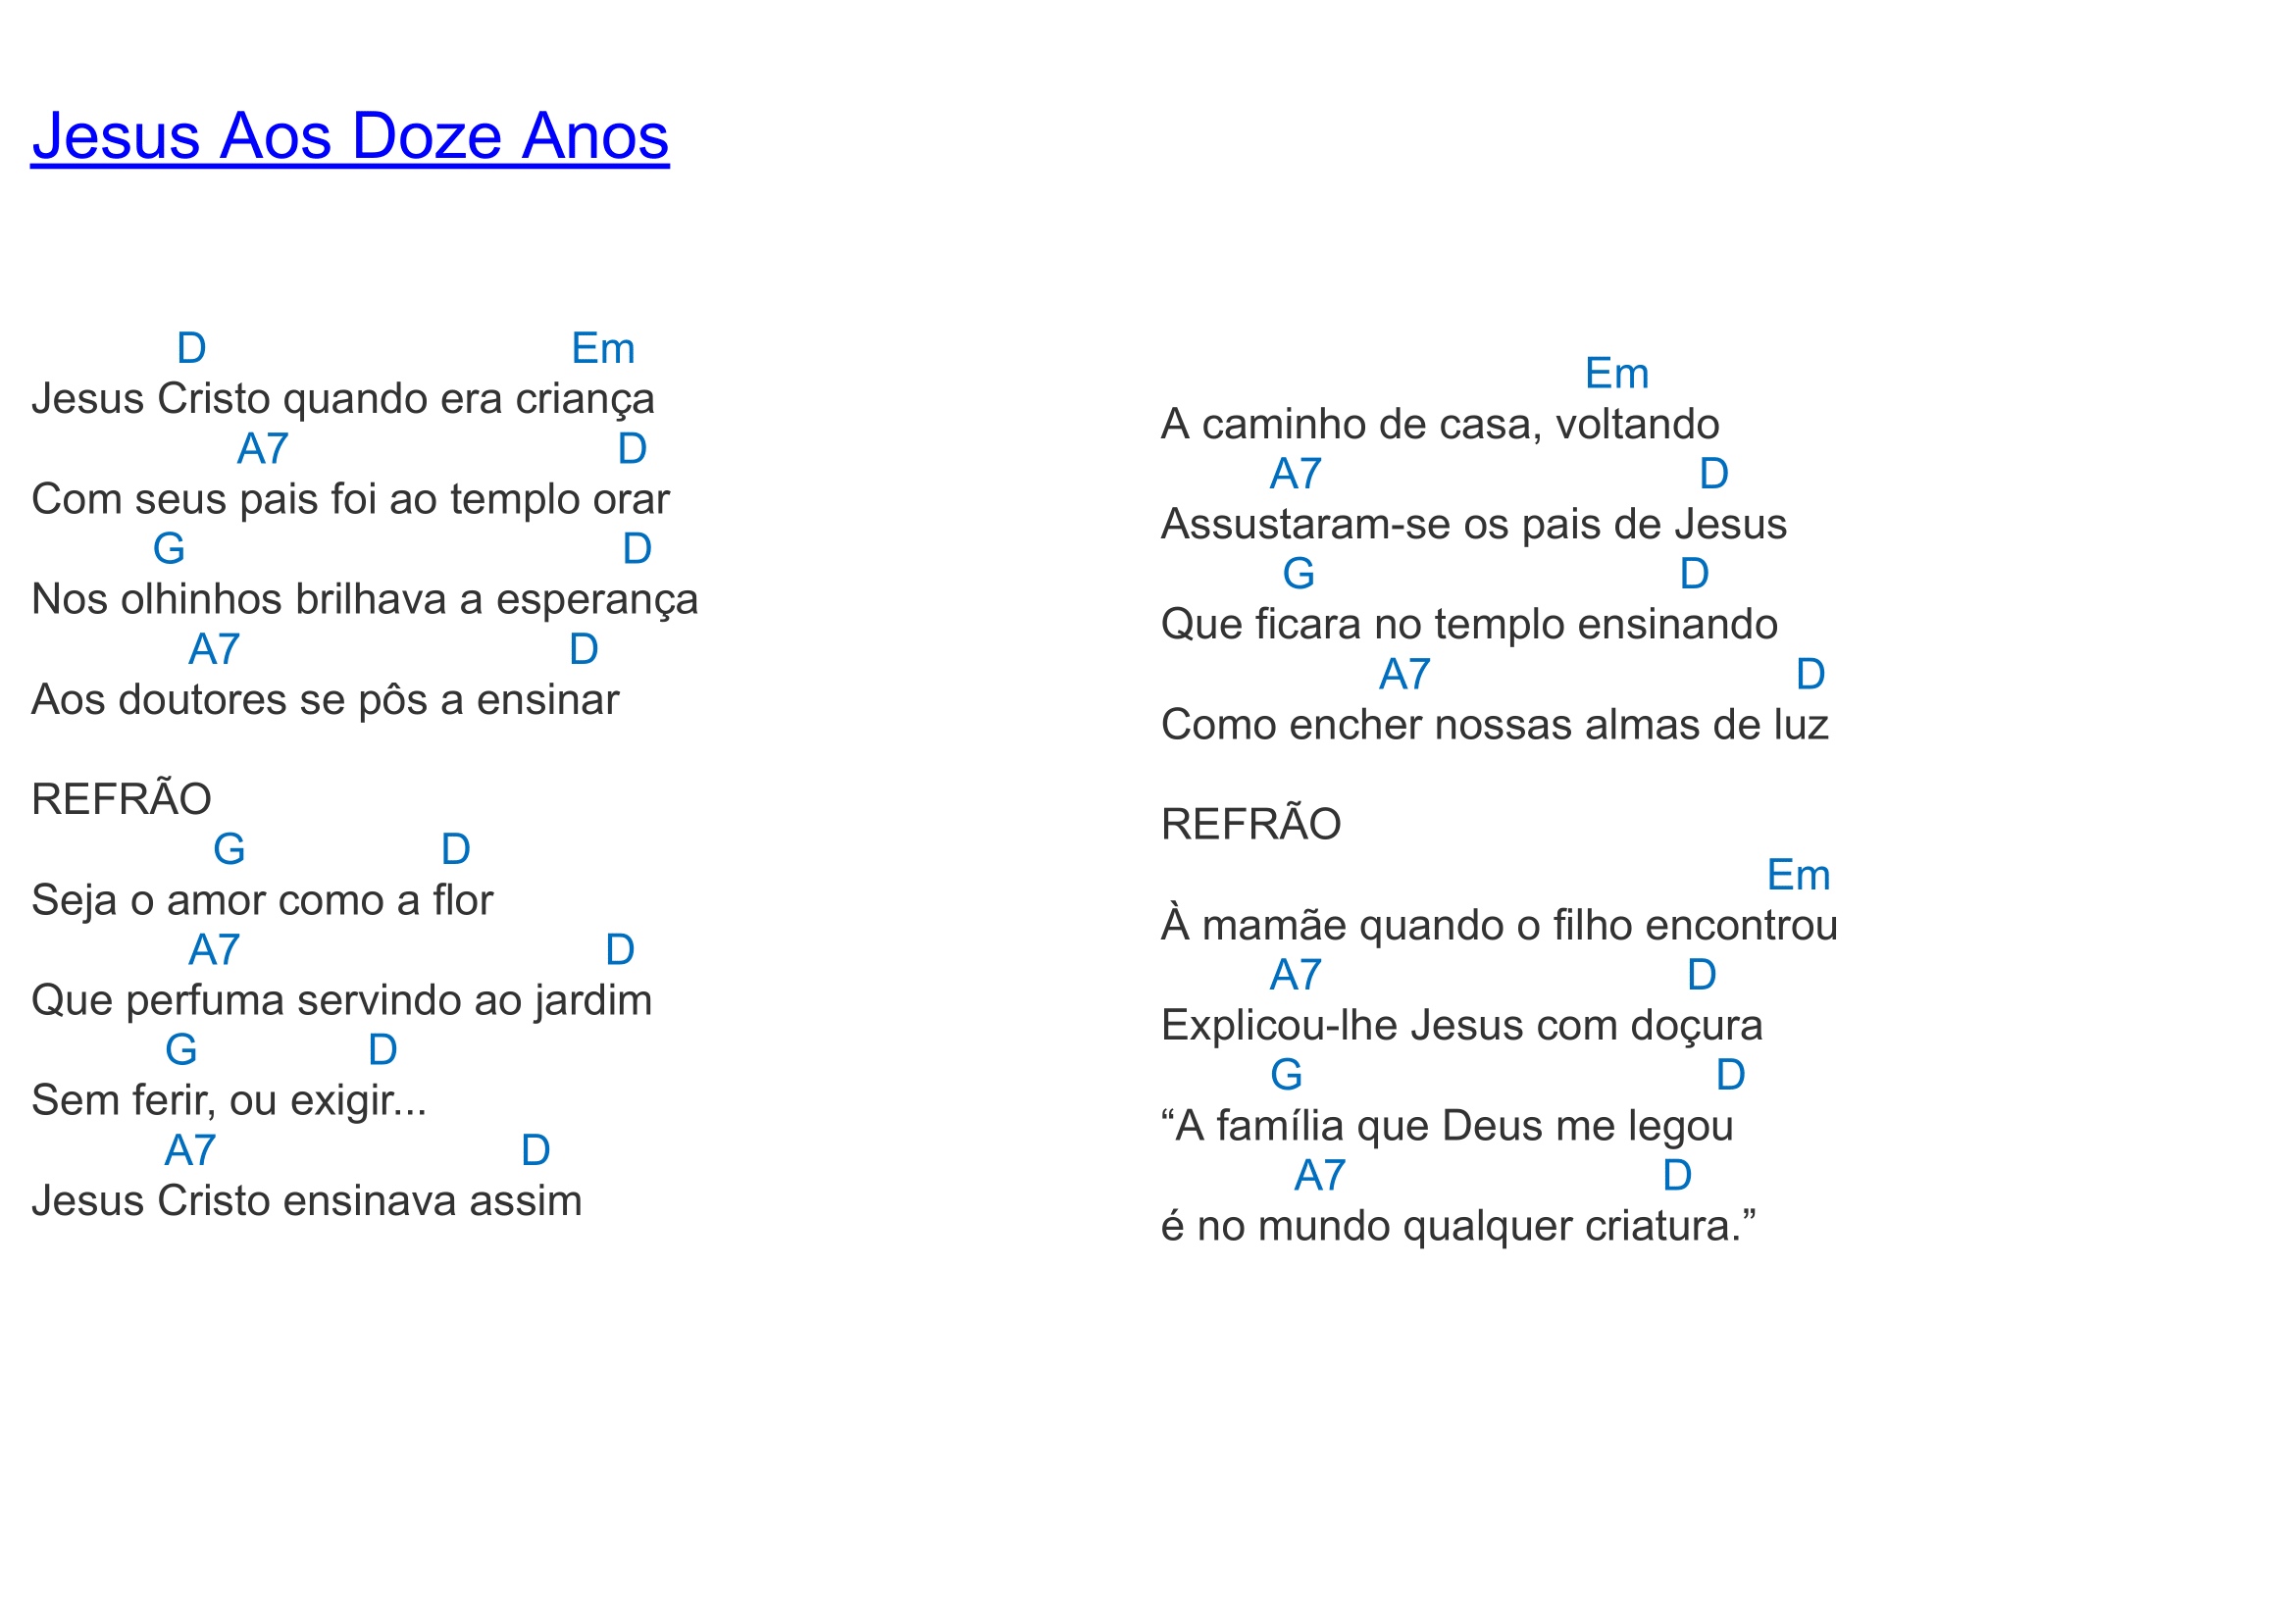 Jesus Aos Doze Anos
D Em
Jesus Cristo quando era criança
A7 D
Com seus pais foi ao templo orar
G D
Nos olhinhos brilhava a esperança
A7 D
Aos doutores se pôs a ensinar
REFRÃO
G D
Seja o amor como a flor
A7 D
Que perfuma servindo ao jardim
G D
Sem ferir, ou exigir...
A7 D
Jesus Cristo ensinava assim
Em
A caminho de casa, voltando
A7 D
Assustaram-se os pais de Jesus
G D
Que ficara no templo ensinando
A7 D
Como encher nossas almas de luz
REFRÃO
Em
À mamãe quando o filho encontrou
A7 D
Explicou-lhe Jesus com doçura
G D
“A família que Deus me legou
A7 D
é no mundo qualquer criatura.”